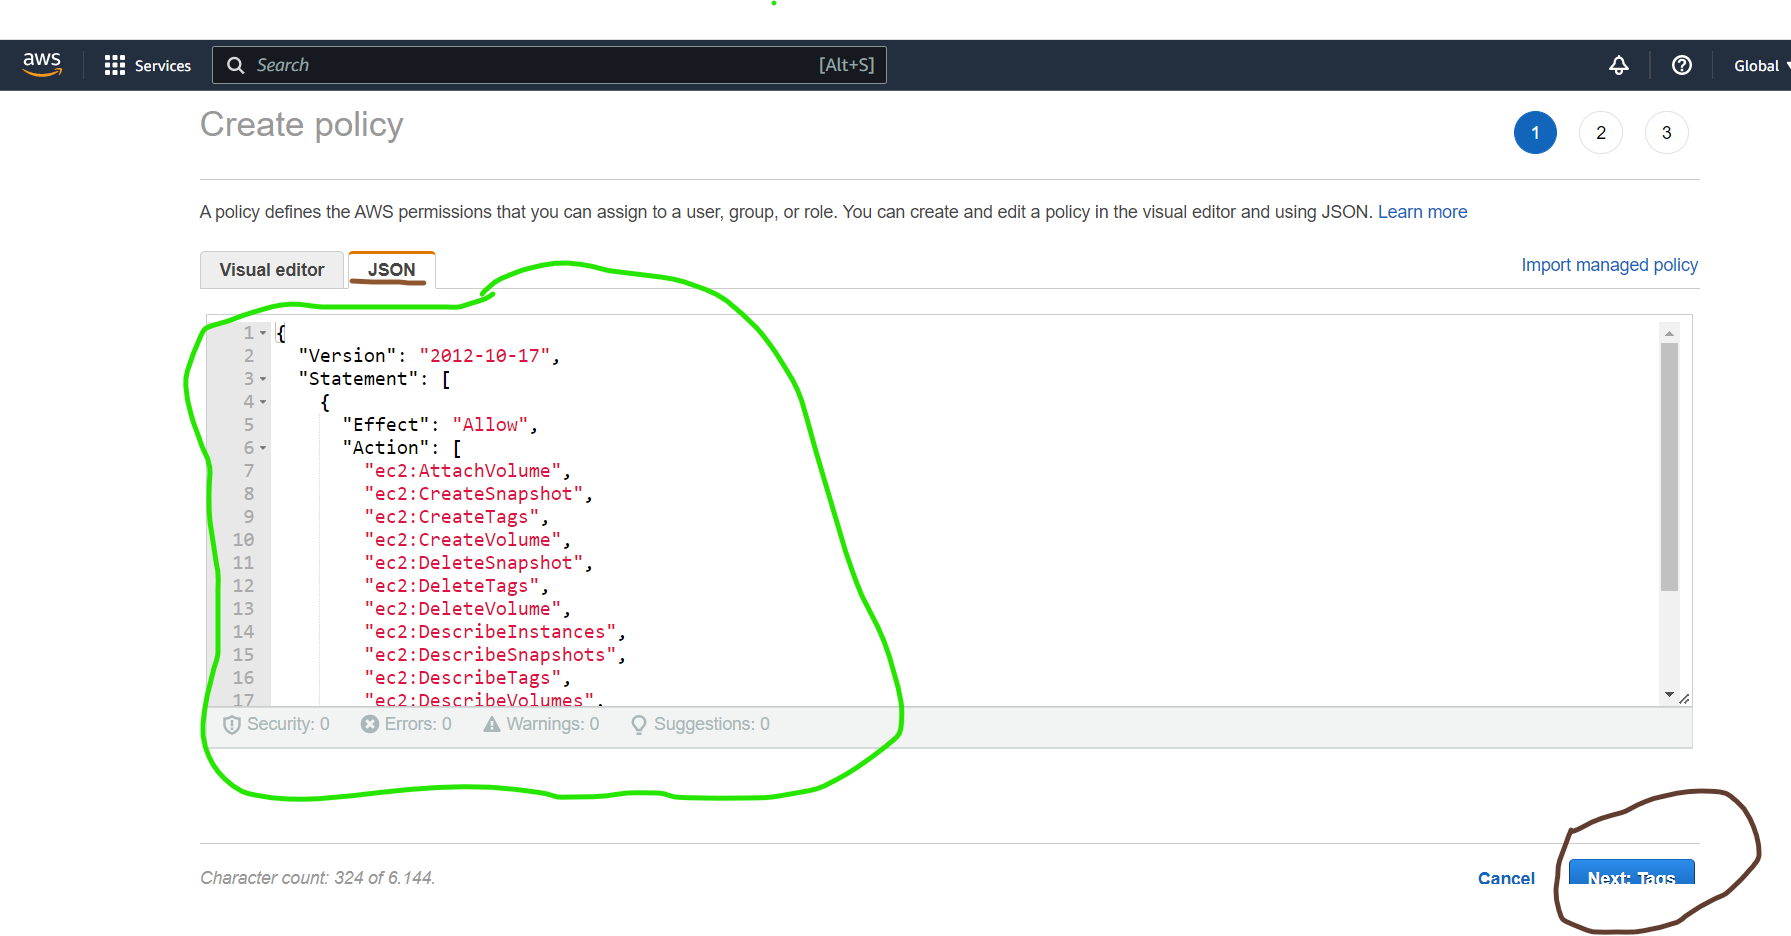 aws
Services
Search
[Alt+S]
Global
Create policy
1
2
3
A policy defines the AWS permissions that you can assign to a user, group, or role. You can create and edit a policy in the visual editor and using JSON. Learn more
Visual editor
JSON
Import managed policy
1 {
2 "Version": "2012-10-17",
3 "Statement": [
4 {
5 "Effect": "Allow",
6 "Action": [
7 "ec2:AttachVolume",
8 "ec2:CreateSnapshot",
9 "ec2:CreateTags",
10 "ec2:CreateVolume",
11 "ec2:DeleteSnapshot",
12 "ec2:DeleteTags",
13 "ec2:DeleteVolume",
14 "ec2:DescribeInstances",
15 "ec2:DescribeSnapshots",
16 "ec2:DescribeTags",
17 "ec2:DescribeVolumes",
Security: 0
Errors: 0
Warnings: 0
Suggestions: 0
Character count: 324 of 6.144.
Cancel
Next: Tags